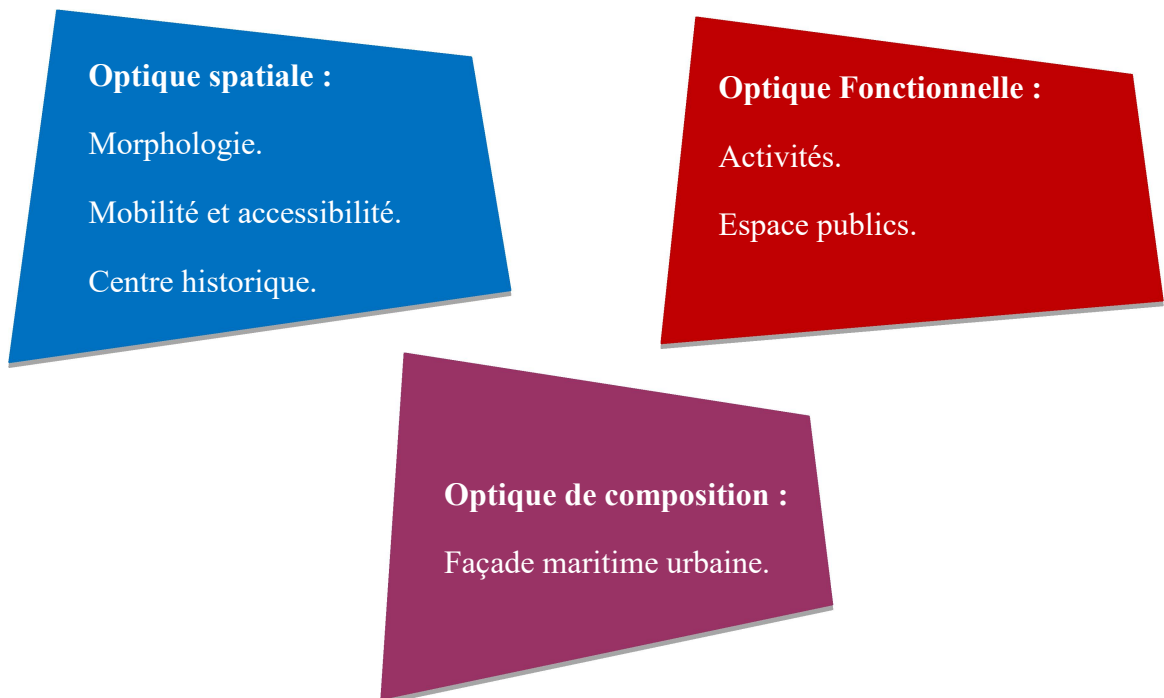 Optique spatiale :
Morphologie.
Mobilité et accessibilité.
Centre historique.
Optique Fonctionnelle :
Activités.
Espace publics.
Optique de composition :
Façade maritime urbaine.